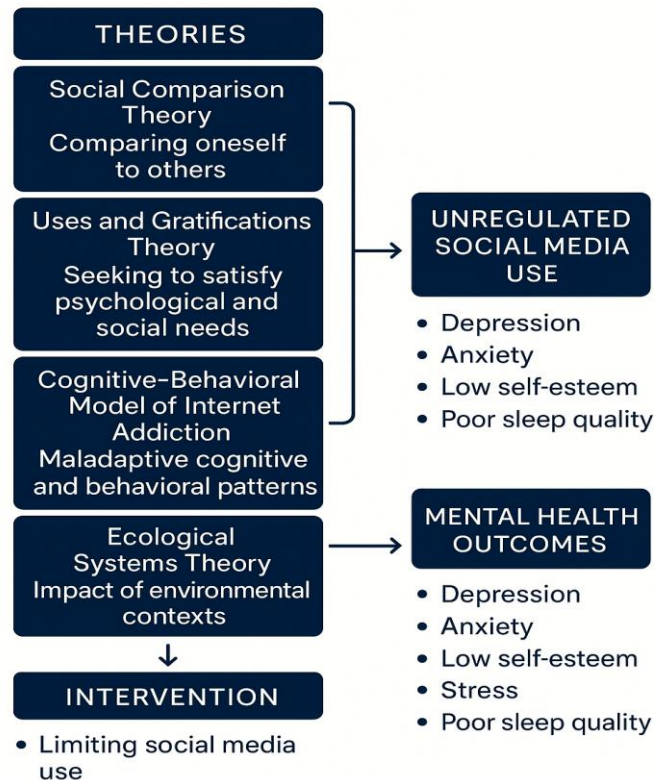 THEORIES
Social Comparison
Theory
Comparing oneself
to others
Uses and Gratifications
Theory
Seeking to satisfy
psychological and
social needs
Cognitive–Behavioral
Model of Internet
Addiction
Maladaptive cognitive
and behavioral patterns
Ecological
Systems Theory
Impact of environmental
contexts
INTERVENTION
• Limiting social media
use
UNREGULATED
SOCIAL MEDIA
USE
• Depression
• Anxiety
• Low self-esteem
• Poor sleep quality
MENTAL HEALTH
OUTCOMES
• Depression
• Anxiety
• Low self-esteem
• Stress
• Poor sleep quality